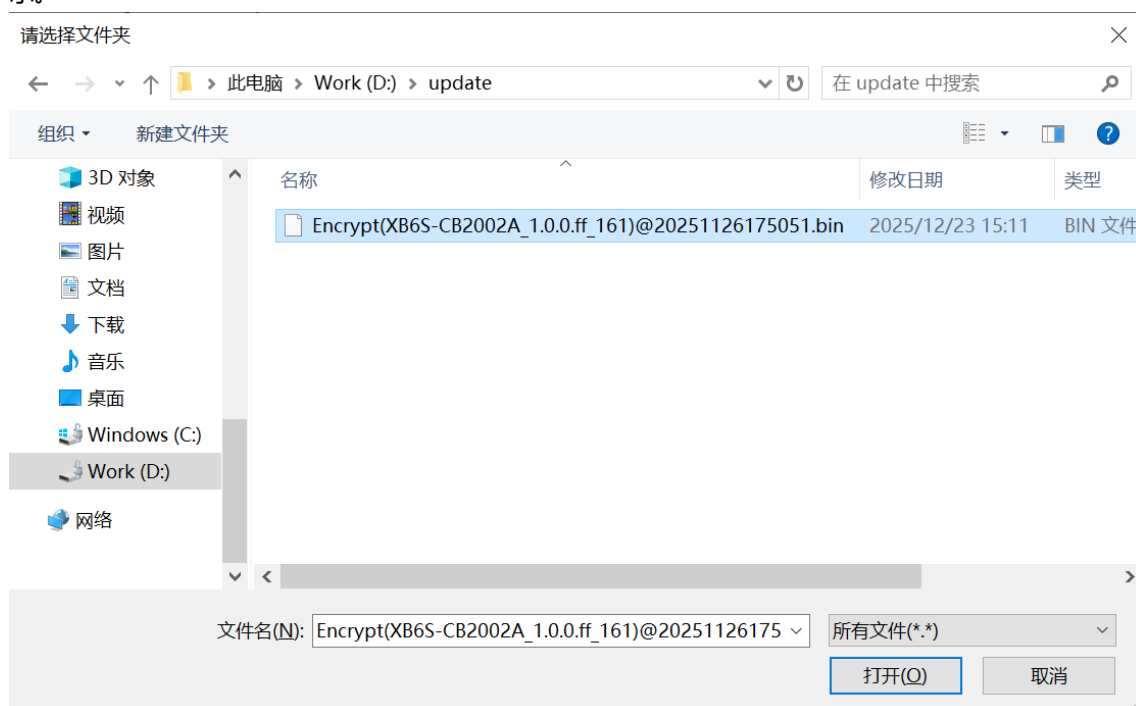 示。
请选择文件夹
此电脑 > Work (D:) > update
在 update 中搜索
组织
新建文件夹
名称
修改日期
类型
3D 对象
视频
图片
文档
下载
音乐
桌面
Windows (C:)
Work (D:)
网络
Encrypt(XB6S-CB2002A_1.0.0.ff_161)@20251126175051.bin
2025/12/23 15:11
BIN 文件
文件名(N):
Encrypt(XB6S-CB2002A_1.0.0.ff_161)@20251126175
所有文件(*.*)
打开(O)
取消